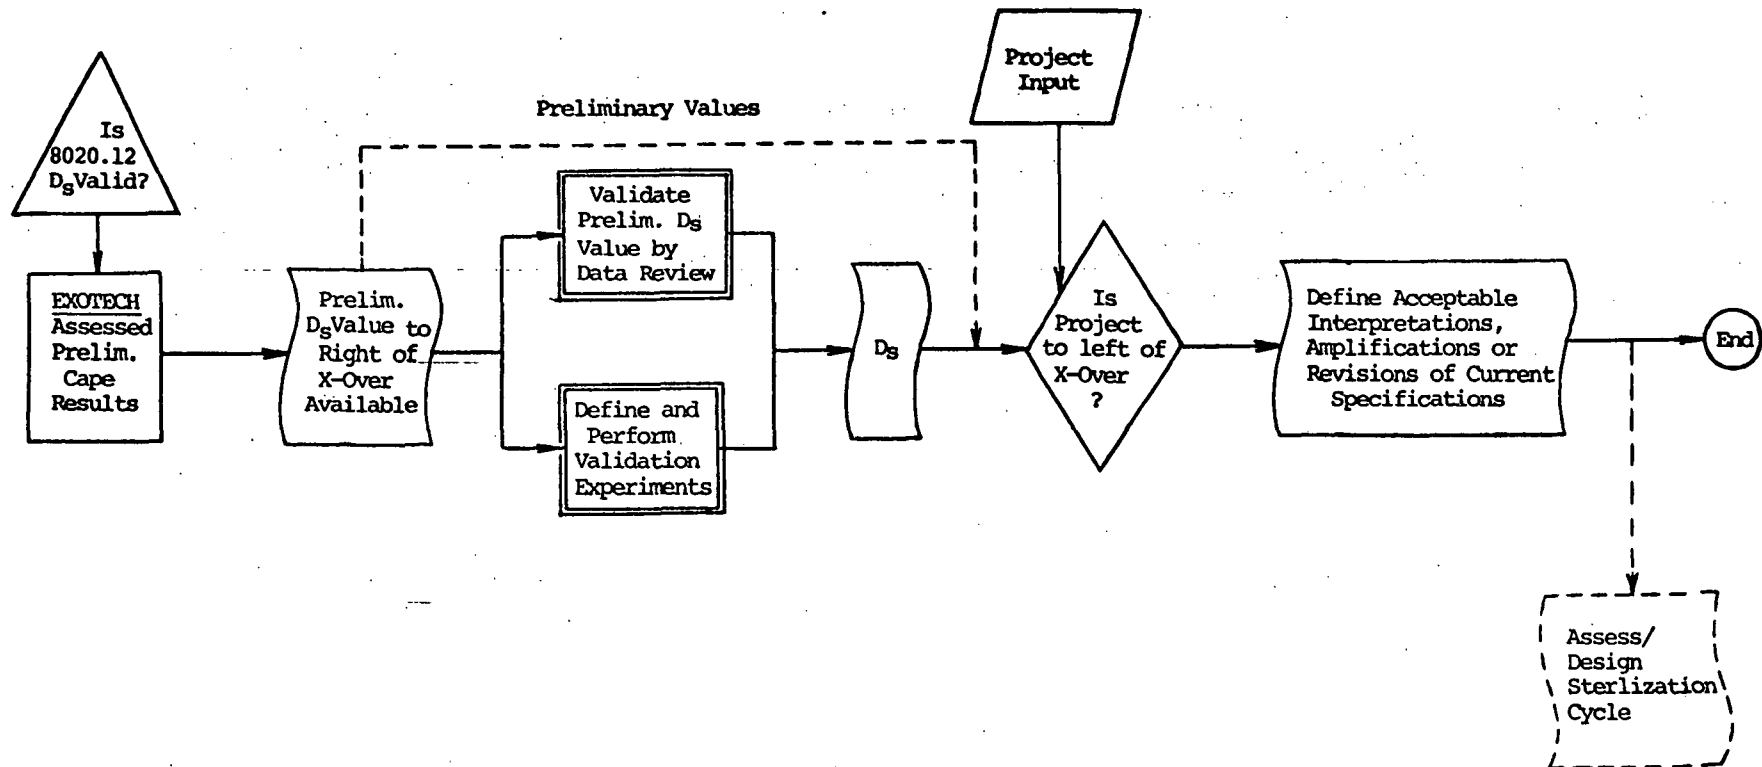 Project
Input
Preliminary Values
Is
8020.12
DsValid?
EXOTECH
Assessed
Prelim.
Cape
Results
Prelim.
DsValue to
Right of
X-Over
Available
Validate
Prelim. Ds
Value by
Data Review
Define and
Perform
Validation
Experiments
Ds
Is
Project
to left of
X-Over
?
Define Acceptable
Interpretations,
Amplifications or
Revisions of Current
Specifications
End
Assess/
Design
Sterlization
Cycle